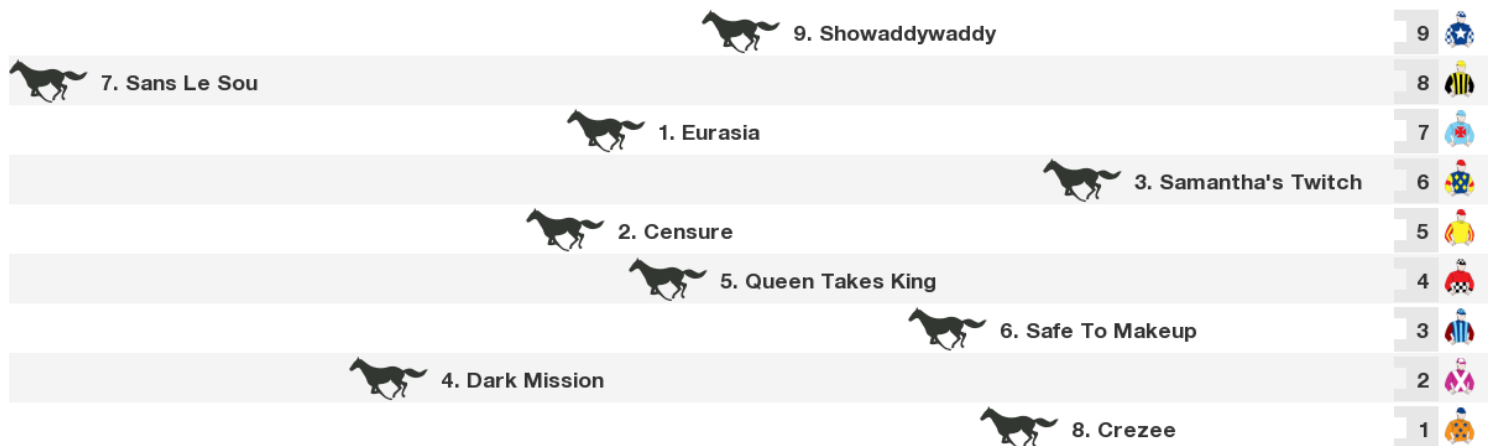 9. Showaddywaddy 9
7. Sans Le Sou 8
1. Eurasia 7
3. Samantha's Twitch 6
2. Censure 5
5. Queen Takes King 4
6. Safe To Makeup 3
4. Dark Mission 2
8. Crezee 1